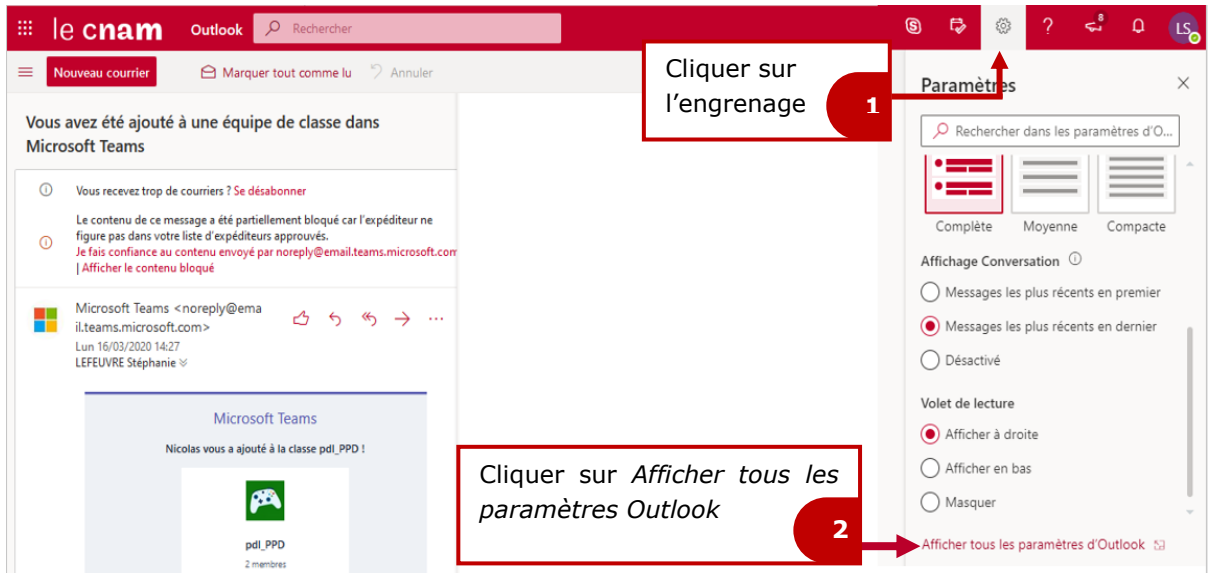 le cnam Outlook Rechercher 8 LS
Nouveau courrier Marquer tout comme lu Annuler
Cliquer sur
l'engrenage
1
Vous avez été ajouté à une équipe de classe dans
Microsoft Teams
Vous recevez trop de courriers ? Se désabonner
Le contenu de ce message a été partiellement bloqué car l'expéditeur ne
figure pas dans votre liste d'expéditeurs approuvés.
Je fais confiance au contenu envoyé par noreply@email.teams.microsoft.com
| Afficher le contenu bloqué
Microsoft Teams <noreply@ema
il.teams.microsoft.com>
Lun 16/03/2020 14:27
LEFEUVRE Stéphanie
Microsoft Teams
Nicolas vous a ajouté à la classe pdl_PPD !
pdl_PPD
2 membres
Cliquer sur Afficher tous les
paramètres Outlook
2
Paramètres
Rechercher dans les paramètres d'O...
Complète Moyenne Compacte
Affichage Conversation
Messages les plus récents en premier
Messages les plus récents en dernier
Désactivé
Volet de lecture
Afficher à droite
Afficher en bas
Masquer
Afficher tous les paramètres d'Outlook